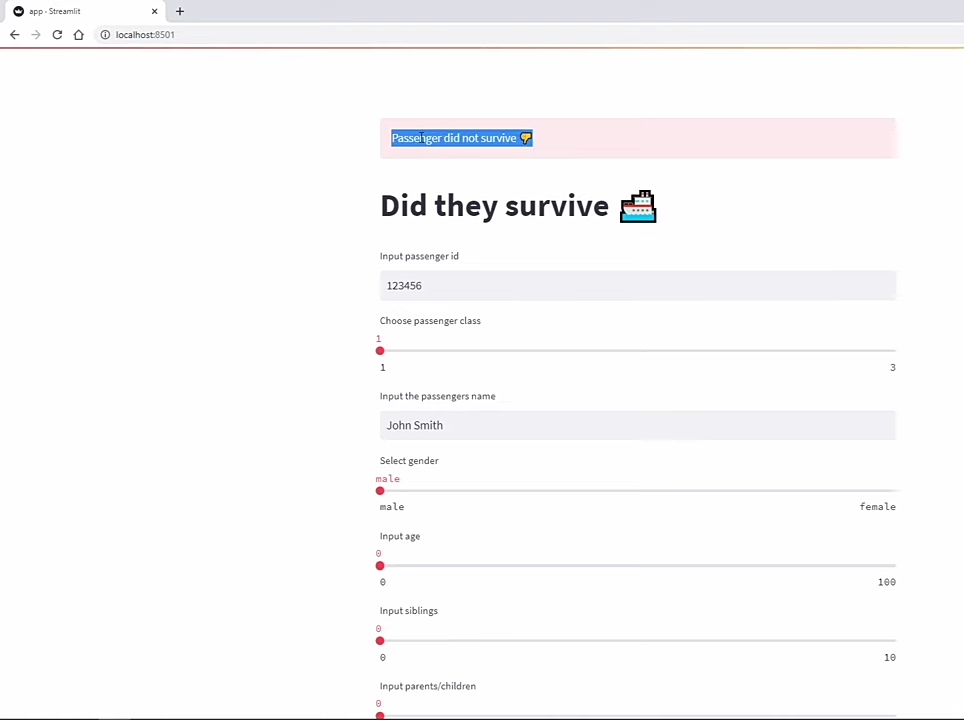 app - Streamlit
localhost:8501
Passenger did not survive 👎
Did they survive 🚢
Input passenger id
123456
Choose passenger class
1
1 3
Input the passengers name
John Smith
Select gender
male
male female
Input age
0
0 100
Input siblings
0
0 10
Input parents/children
0